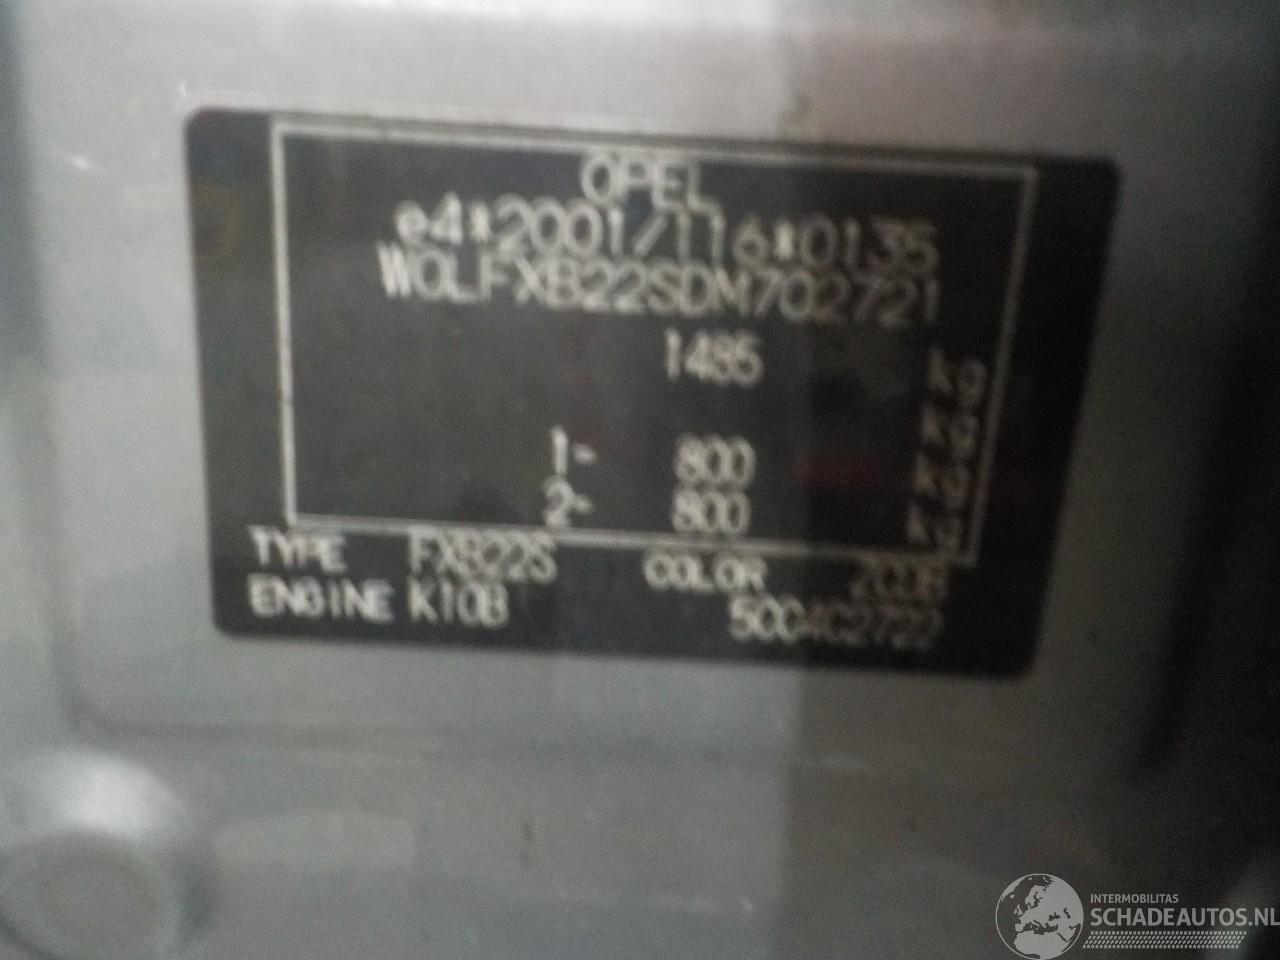 OPEL
e4*2001/116*0135
W0LFXB22SDM702721
1485 kg
kg
1- 800 kg
2- 800 kg
TYPE FXB22S COLOR
ENGINE K10B 5004C2722
INTERMOBILITAS
SCHADEAUTOS.NL